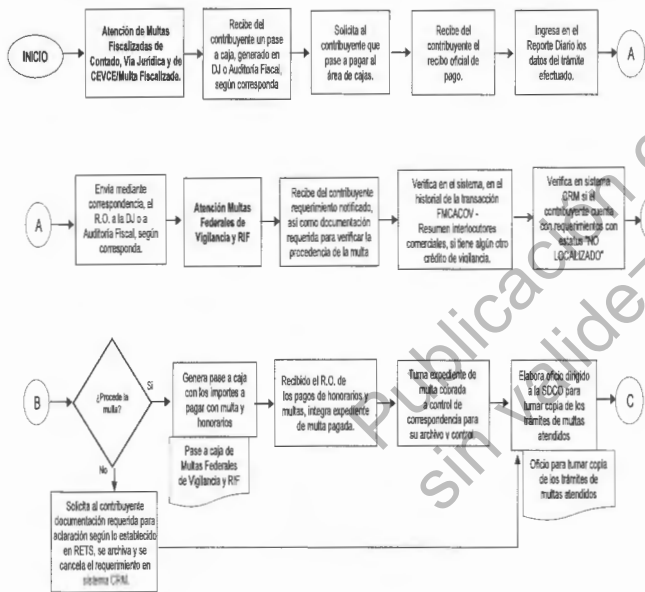 INICIO
Atención de Multas
Fiscalizadas de
Contado, Vía Jurídica y de
CEVCE/Multa Fiscalizada.
Recibe del
contribuyente un pase
a caja, generado en
DJ o Auditoría Fiscal,
según corresponda
Solicita al
contribuyente que
pase a pagar al
área de cajas.
Recibe del
contribuyente el
recibo oficial de
pago.
Ingresa en el
Reporte Diario los
datos del trámite
efectuado.
A
A
Envía mediante
correspondencia, el
R.O. a la DJ o a
Auditoría Fiscal, según
corresponda.
Atención Multas
Federales de
Vigilancia y RIF
Recibe del contribuyente
requerimiento notificado,
así como documentación
requerida para verificar la
procedencia de la multa
Verifica en el sistema, en el
historial de la transacción
FMCACOV -
Resumen interlocutores
comerciales, si tiene algún otro
crédito de vigilancia.
Verifica en sistema
CRM si el
contribuyente cuenta
con requerimientos con
estatus "NO
LOCALIZADO"
B
¿Procede la
multa?
Si
No
Genera pase a caja
con los importes a
pagar con multa y
honorarios
Pase a caja de
Multas Federales
de Vigilancia y RIF
Recibido el R.O. de
los pagos de honorarios y
multas, integra expediente
de multa pagada.
Turna expediente de
multa cobrada
a control de
correspondencia para
su archivo y control.
Elabora oficio dirigido
a la SDCO para
turnar copia de los
trámites de multas
atendidos
Oficio para turnar copia
de los trámites de
multas atendidos
C
Solicita al contribuyente
documentación requerida para
aclaración según lo establecido
en RETS, se archiva y se
cancela el requerimiento en
sistema CRM.
Publicacion
sin valide